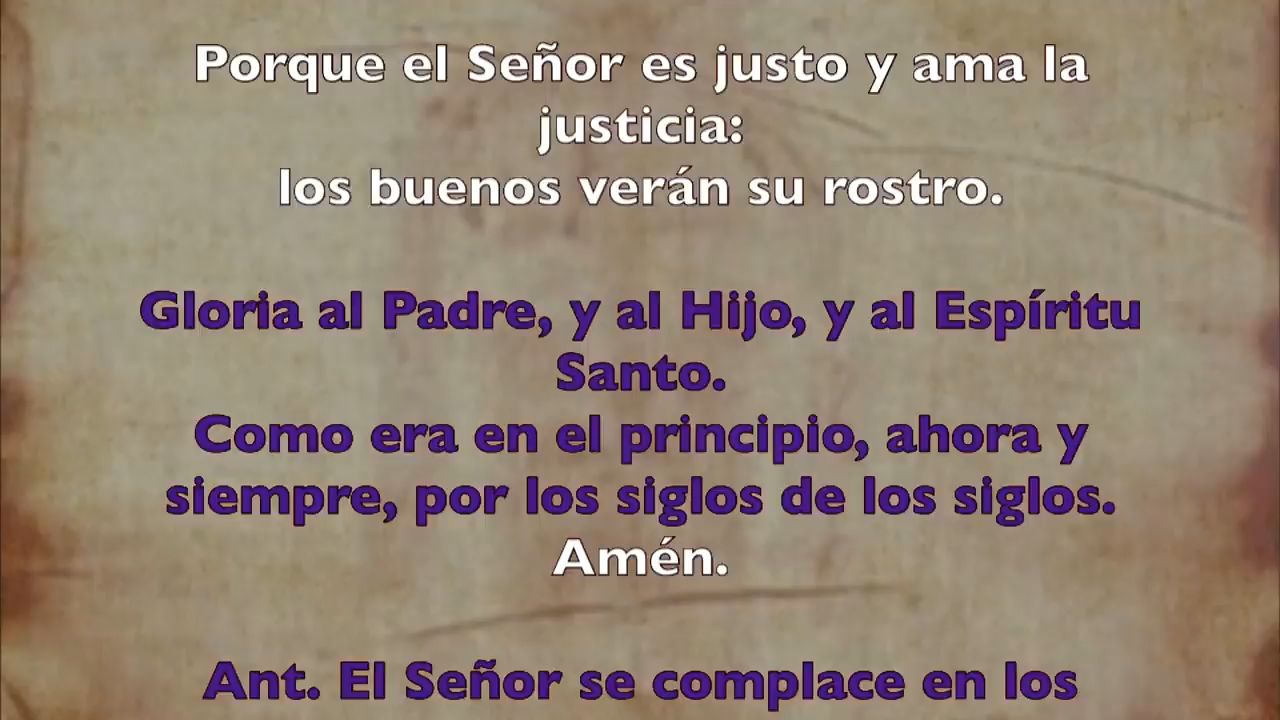 Porque el Señor es justo y ama la
justicia:
los buenos verán su rostro.
Gloria al Padre, y al Hijo, y al Espíritu
Santo.
Como era en el principio, ahora y
siempre, por los siglos de los siglos.
Amén.
Ant. El Señor se complace en los